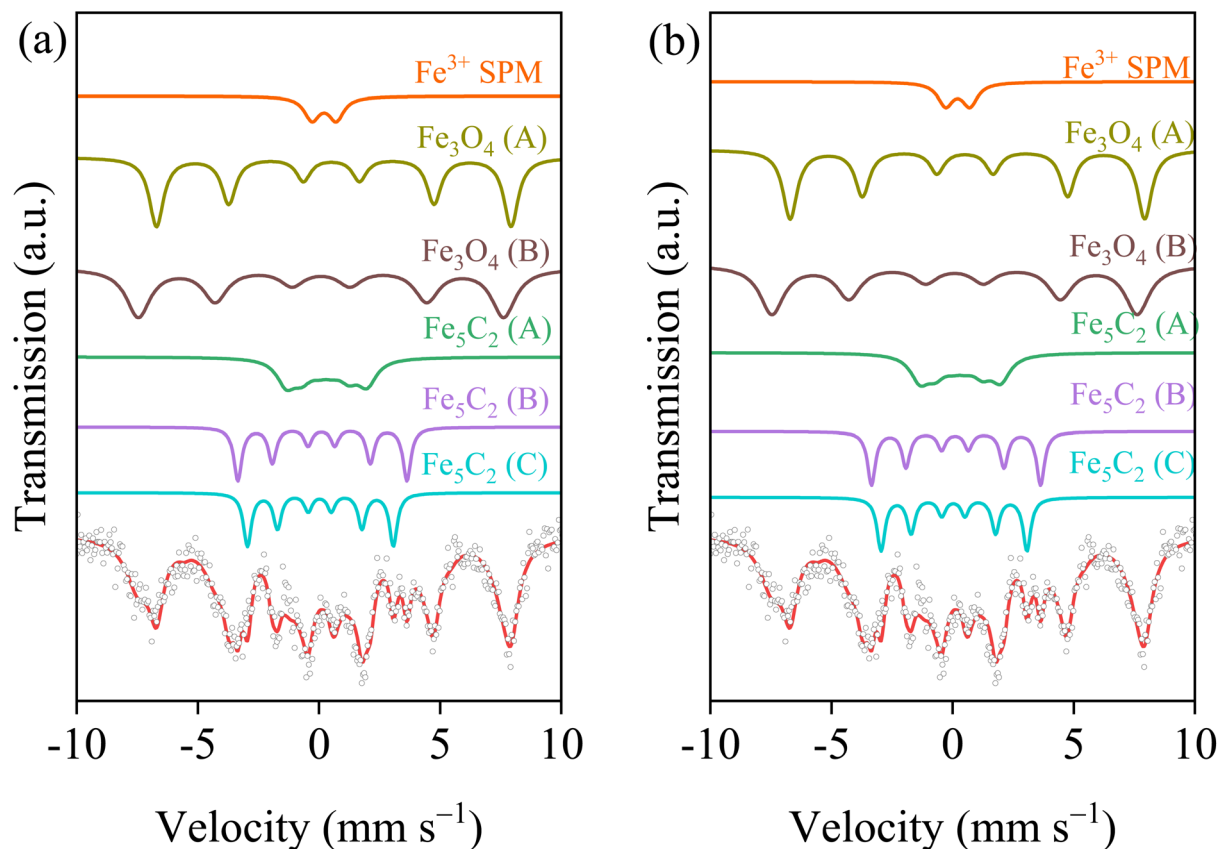 (a)
Fe³⁺ SPM
Fe₃O₄ (A)
Fe₃O₄ (B)
Fe₅C₂ (A)
Fe₅C₂ (B)
Fe₅C₂ (C)
Transmission (a.u.)
-10 -5 0 5 10
Velocity (mm s⁻¹)
(b)
Fe³⁺ SPM
Fe₃O₄ (A)
Fe₃O₄ (B)
Fe₅C₂ (A)
Fe₅C₂ (B)
Fe₅C₂ (C)
Transmission (a.u.)
-10 -5 0 5 10
Velocity (mm s⁻¹)